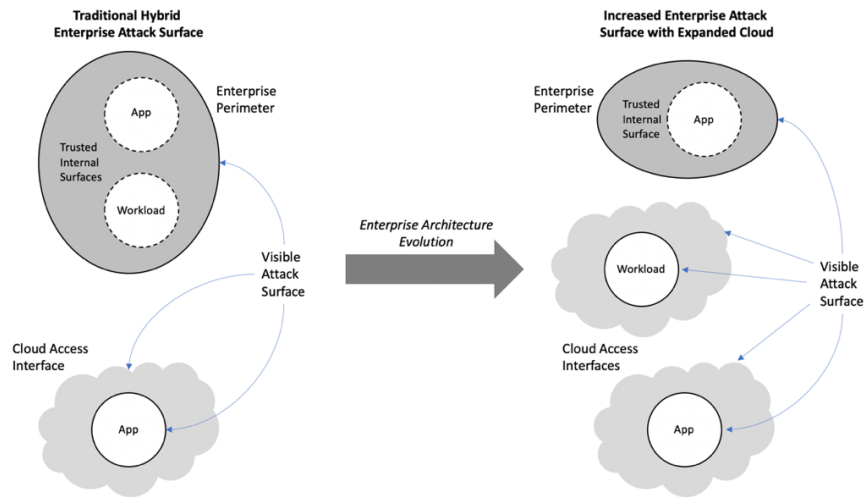 Traditional Hybrid
Enterprise Attack Surface
App
Enterprise
Perimeter
Trusted
Internal
Surfaces
Workload
Visible
Attack
Surface
Cloud Access
Interface
App
Enterprise Architecture
Evolution
Increased Enterprise Attack
Surface with Expanded Cloud
Enterprise
Perimeter
Trusted
Internal
Surface
App
Workload
Visible
Attack
Surface
Cloud Access
Interfaces
App